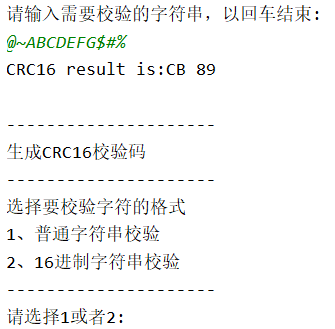 请输入需要校验的字符串，以回车结束:
@~ABCDEFG$#%
CRC16 result is:CB 89
---------------------
生成CRC16校验码
---------------------
选择要校验字符的格式
1、普通字符串校验
2、16进制字符串校验
---------------------
请选择1或者2: